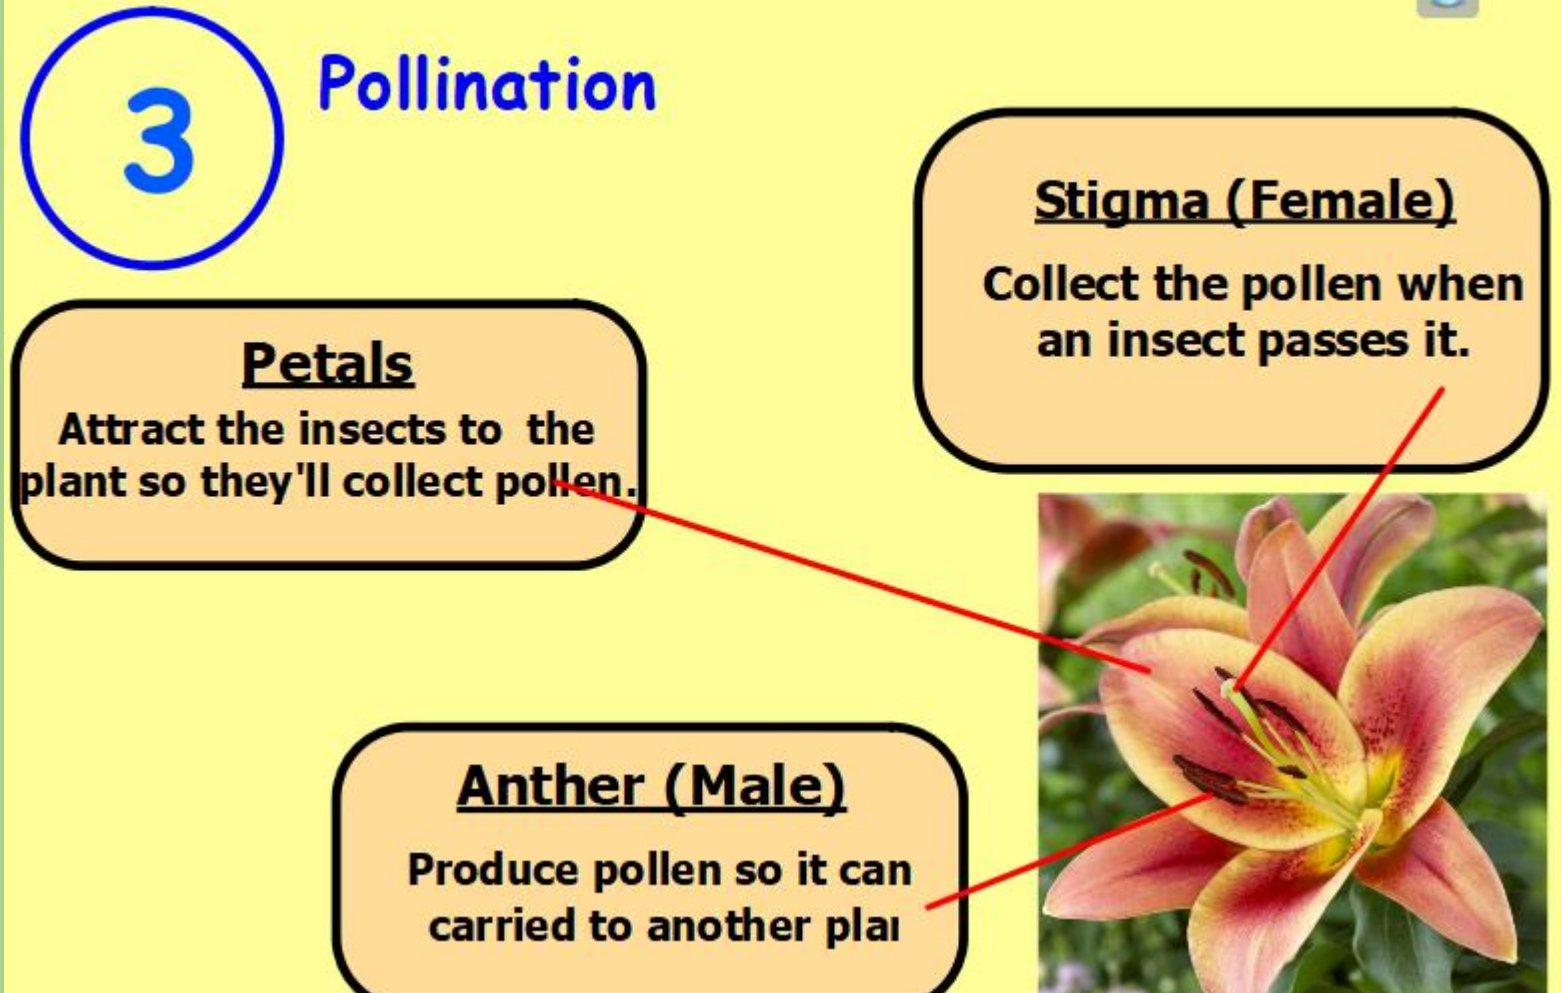 3
Pollination
Stigma (Female)
Collect the pollen when
an insect passes it.
Petals
Attract the insects to the
plant so they'll collect pollen.
Anther (Male)
Produce pollen so it can
carried to another